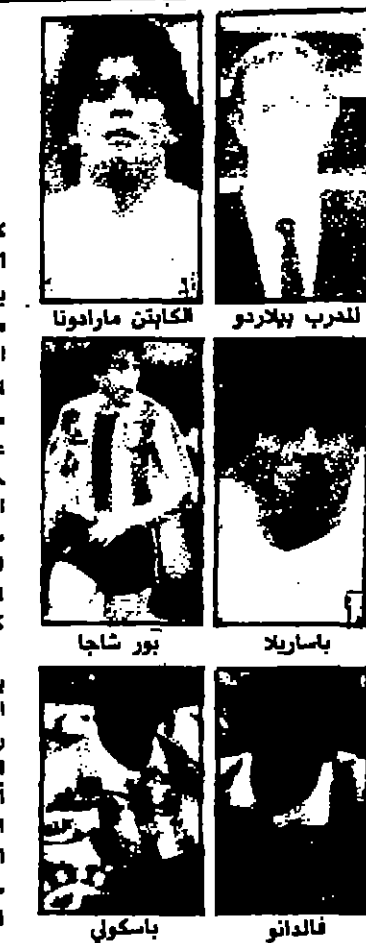 المدرب بيلاردو
الكابتن مارادونا
باساريلا
بور شاجا
فالدانو
باسكولي